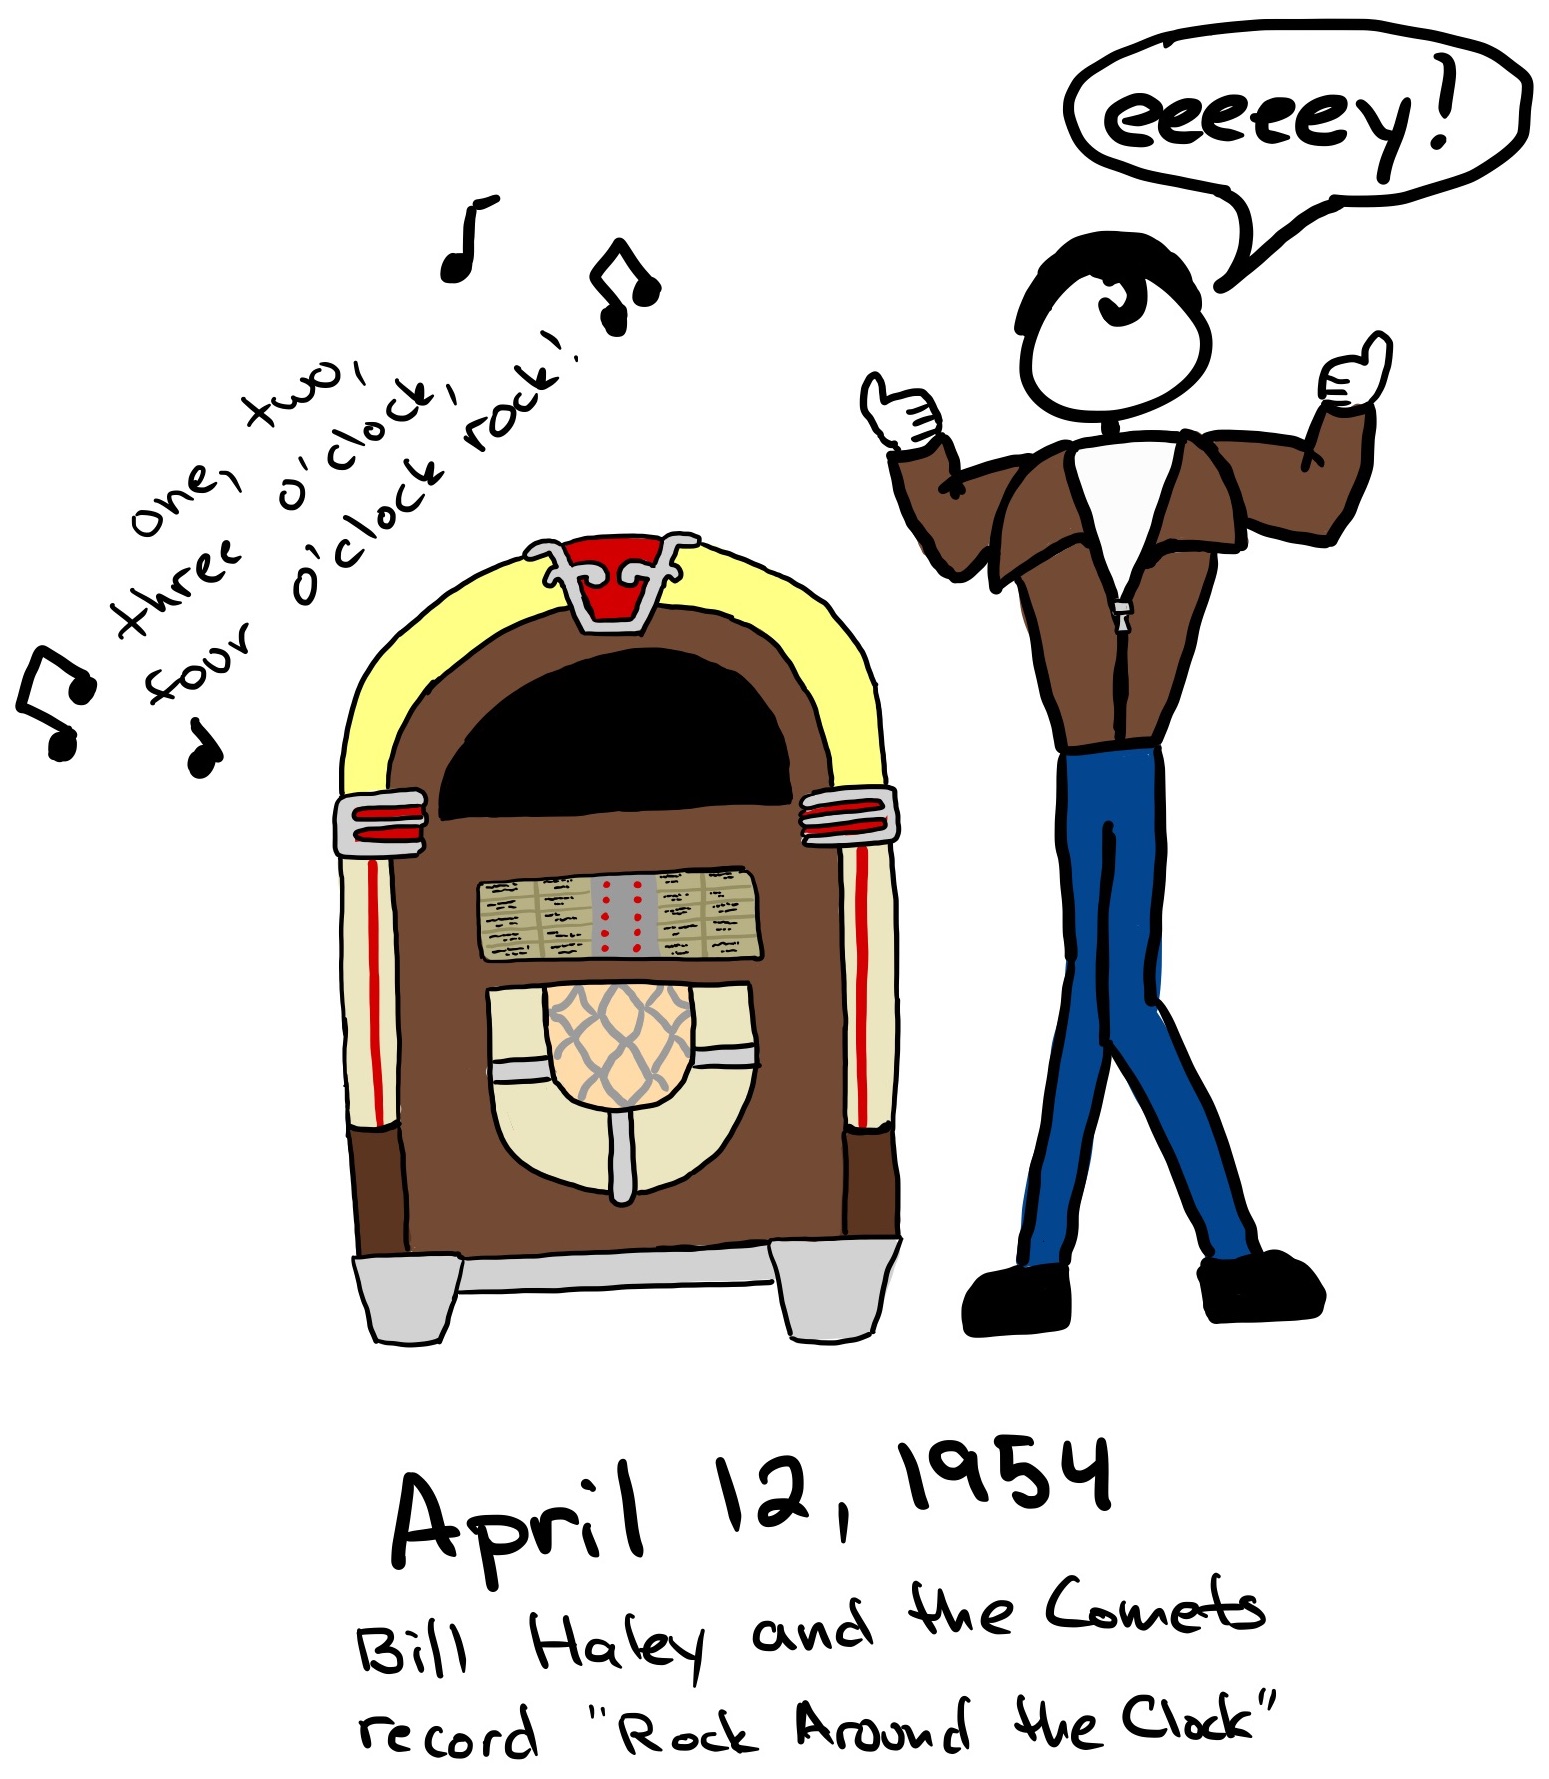 eeeeey!
one, two,
three o'clock,
four o'clock rock!
April 12, 1954
Bill Haley and the Comets
record "Rock Around the Clock"